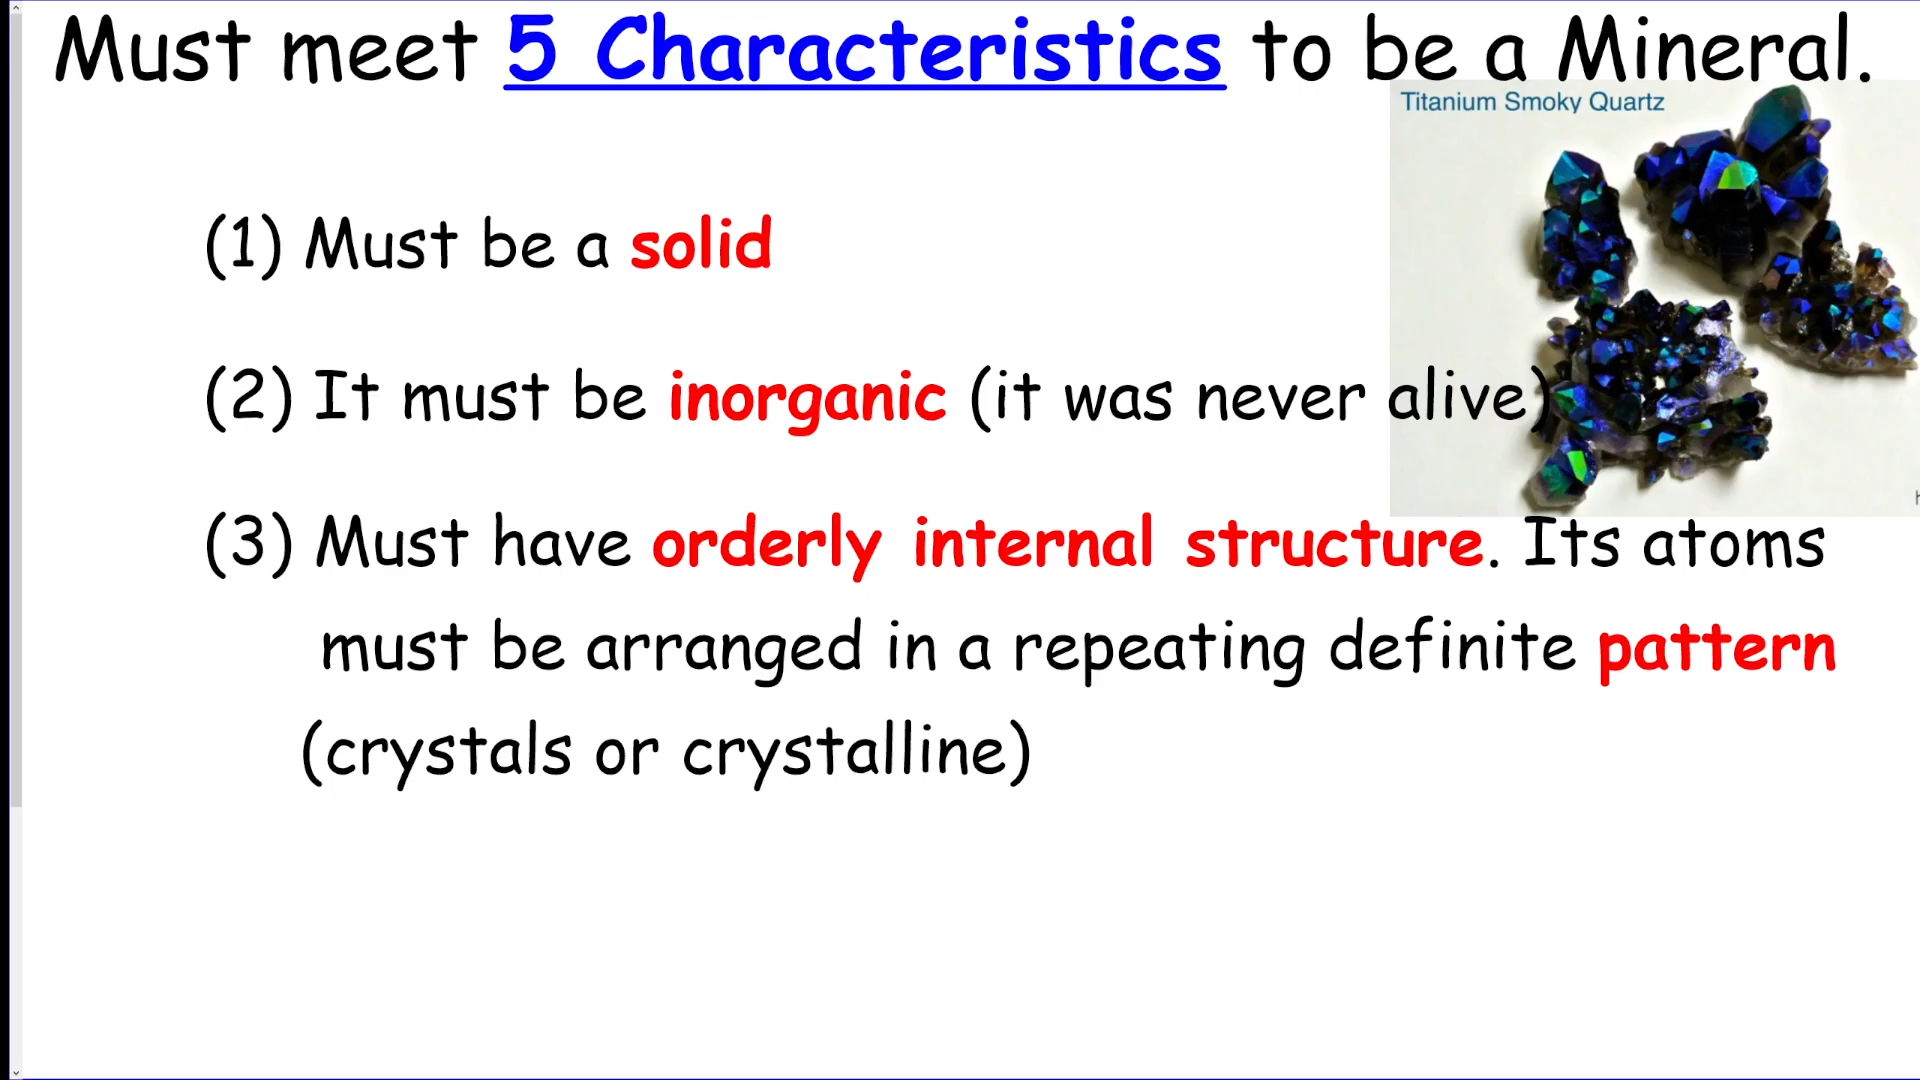 Must meet 5 Characteristics to be a Mineral.
Titanium Smoky Quartz
(1) Must be a solid
(2) It must be inorganic (it was never alive)
(3) Must have orderly internal structure. Its atoms
must be arranged in a repeating definite pattern
(crystals or crystalline)